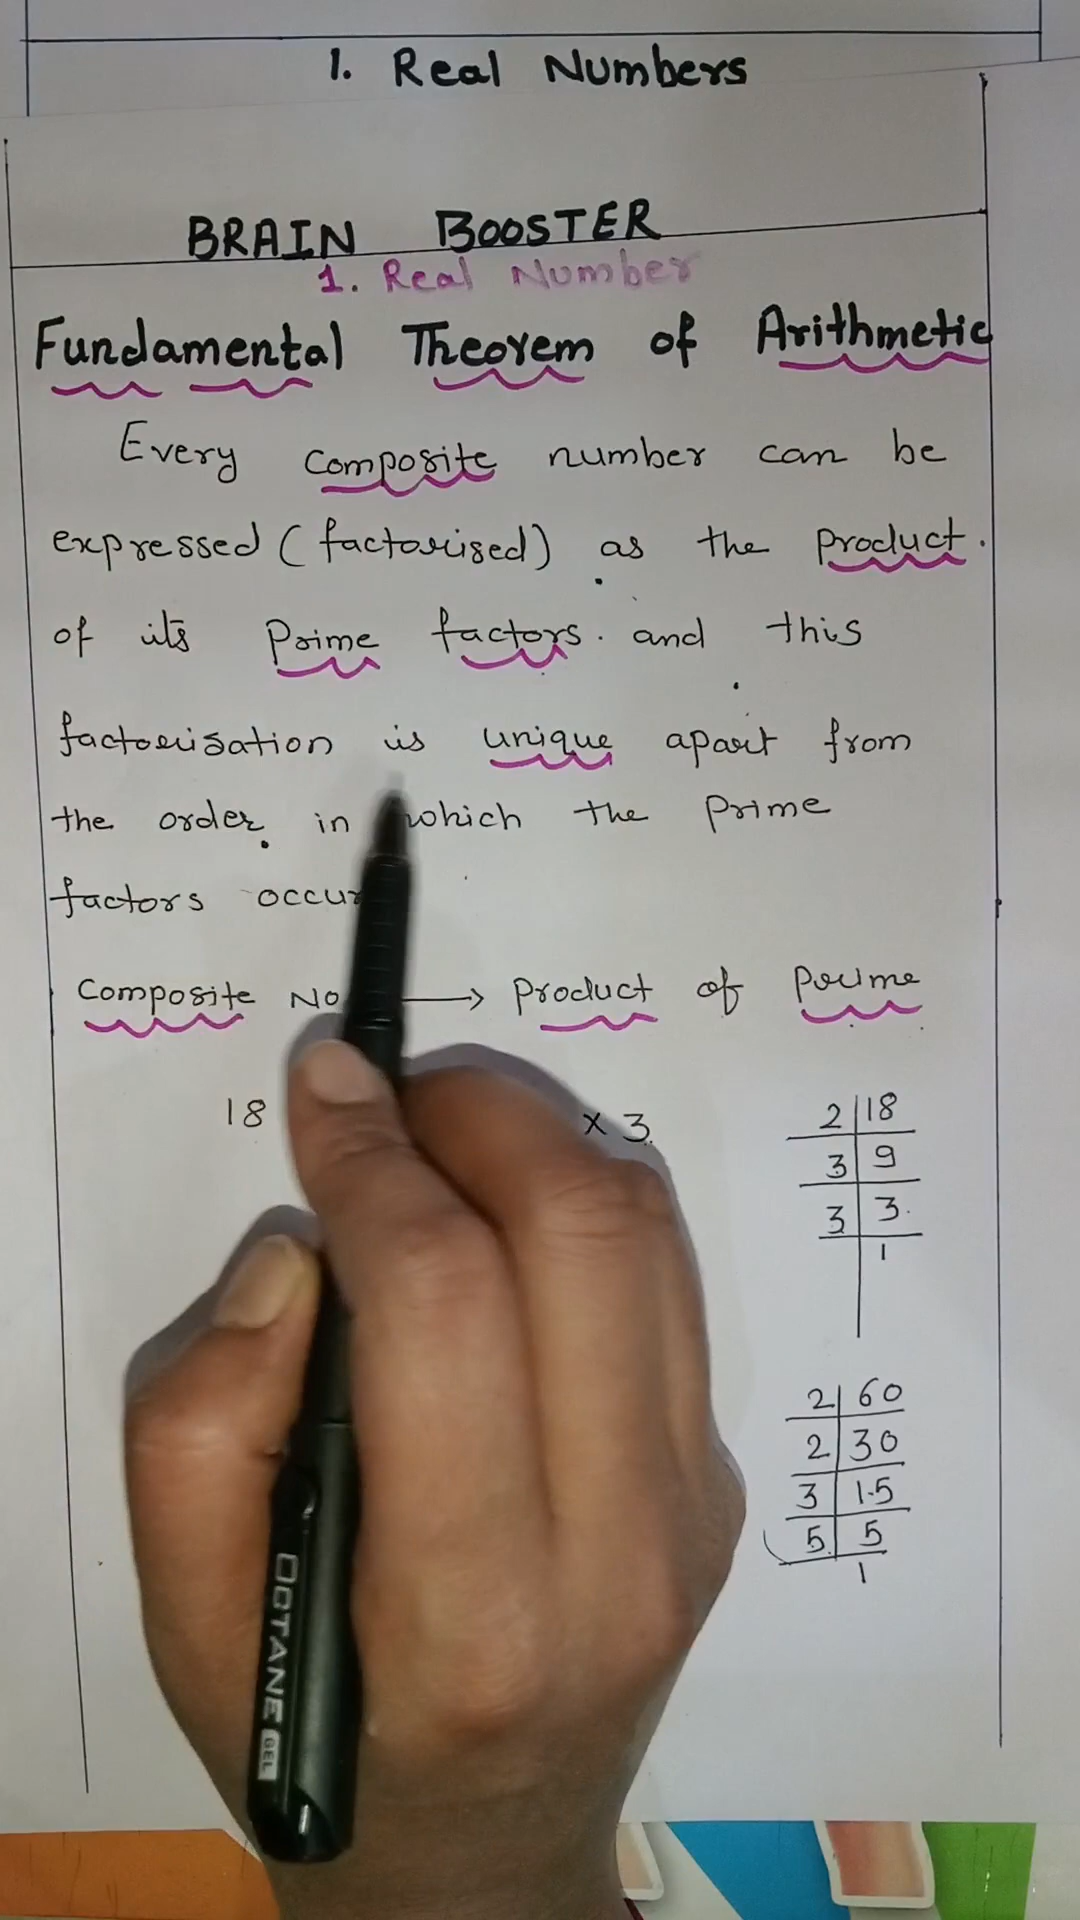 1. Real Numbers
BRAIN BOOSTER
1. Real Number
Fundamental Theorem of Arithmetic
Every composite number can be
expressed (factorised) as the product.
of its Prime factors. and this
factorisation is unique apart from
the order in which the Prime
factors occur
Composite No → Product of Prime
18 × 3
2 | 18
3 | 9
3 | 3
1
2 | 60
2 | 30
3 | 15
5 | 5
1
OCTANE GEL